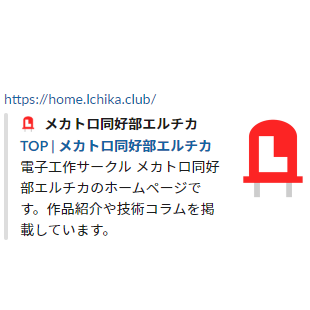 https://home.lchika.club/
メカトロ同好部エルチカ
TOP | メカトロ同好部エルチカ
電子工作サークル メカトロ同好
部エルチカのホームページで
す。作品紹介や技術コラムを掲
載しています。